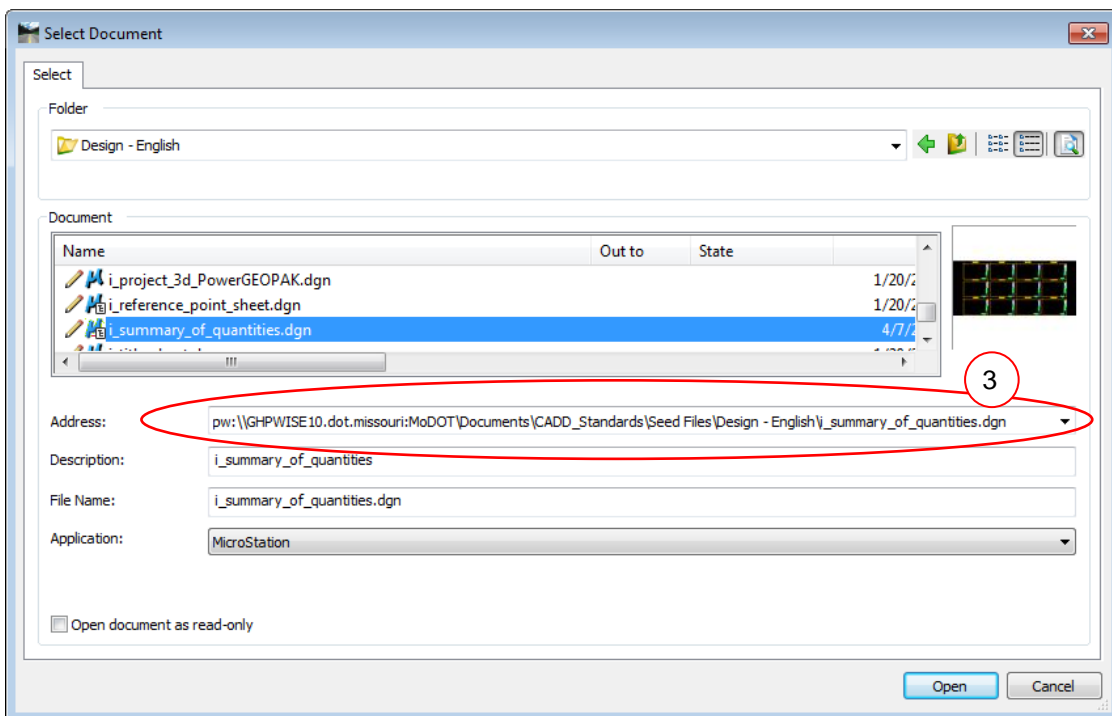 Select Document
Select
Folder
Design - English
Document
Name Out to State
i_project_3d_PowerGEOPAK.dgn 1/20/2
i_reference_point_sheet.dgn 1/20/2
i_summary_of_quantities.dgn 4/7/2
3
Address: pw:\\GHPWISE10.dot.missouri:MoDOT\Documents\CADD_Standards\Seed Files\Design - English\i_summary_of_quantities.dgn
Description: i_summary_of_quantities
File Name: i_summary_of_quantities.dgn
Application: MicroStation
Open document as read-only
Open Cancel